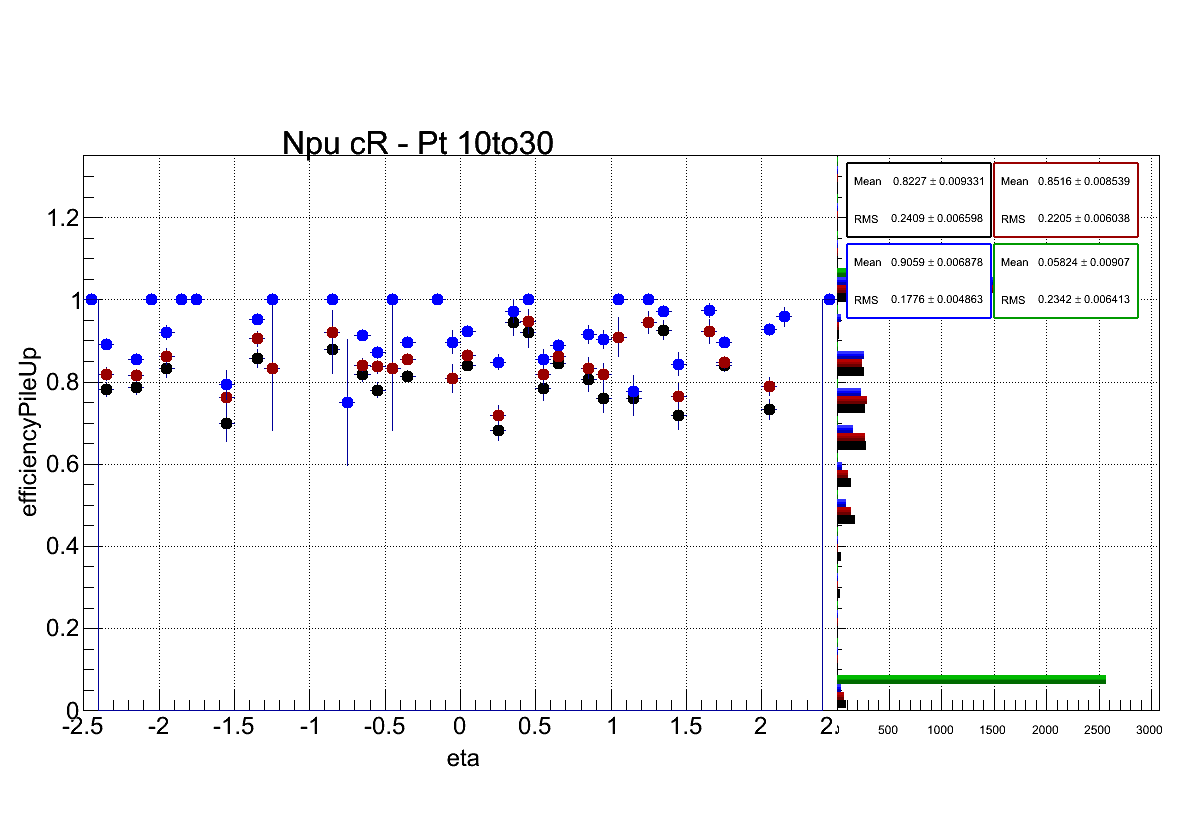 Npu cR - Pt 10to30
efficiencyPileUp
1.2
1
0.8
0.6
0.4
0.2
0
-2.5 -2 -1.5 -1 -0.5 0 0.5 1 1.5 2
eta
Mean 0.8227 ± 0.009331
RMS 0.2409 ± 0.006598
Mean 0.8516 ± 0.008539
RMS 0.2205 ± 0.006038
Mean 0.9059 ± 0.006878
RMS 0.1776 ± 0.004863
Mean 0.05824 ± 0.00907
RMS 0.2342 ± 0.006413
500 1000 1500 2000 2500 3000